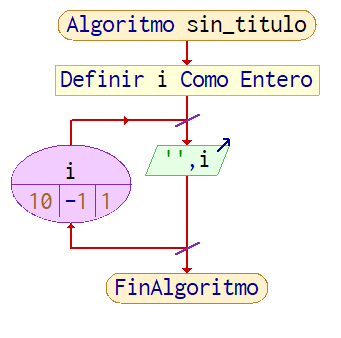 Algoritmo sin_titulo
Definir i Como Entero
i
10 -1 1
'',i
FinAlgoritmo